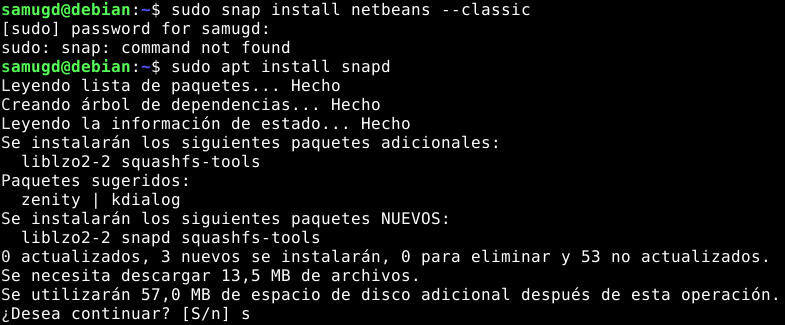 samugd@debian:~$ sudo snap install netbeans --classic
[sudo] password for samugd:
sudo: snap: command not found
samugd@debian:~$ sudo apt install snapd
Leyendo lista de paquetes... Hecho
Creando árbol de dependencias... Hecho
Leyendo la información de estado... Hecho
Se instalarán los siguientes paquetes adicionales:
  liblzo2-2 squashfs-tools
Paquetes sugeridos:
  zenity | kdialog
Se instalarán los siguientes paquetes NUEVOS:
  liblzo2-2 snapd squashfs-tools
0 actualizados, 3 nuevos se instalarán, 0 para eliminar y 53 no actualizados.
Se necesita descargar 13,5 MB de archivos.
Se utilizarán 57,0 MB de espacio de disco adicional después de esta operación.
¿Desea continuar? [S/n] s